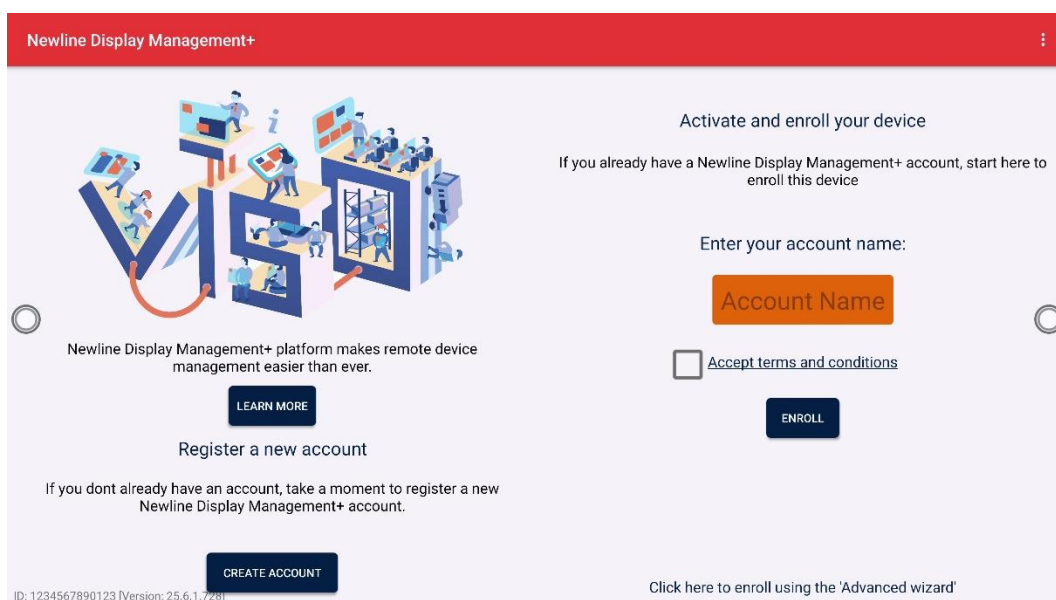 Newline Display Management+
Newline Display Management+ platform makes remote device
management easier than ever.
LEARN MORE
Register a new account
If you dont already have an account, take a moment to register a new
Newline Display Management+ account.
CREATE ACCOUNT
ID: 1234567890123 [Version: 25.6.1.728]
Activate and enroll your device
If you already have a Newline Display Management+ account, start here to
enroll this device
Enter your account name:
Account Name
Accept terms and conditions
ENROLL
Click here to enroll using the 'Advanced wizard'